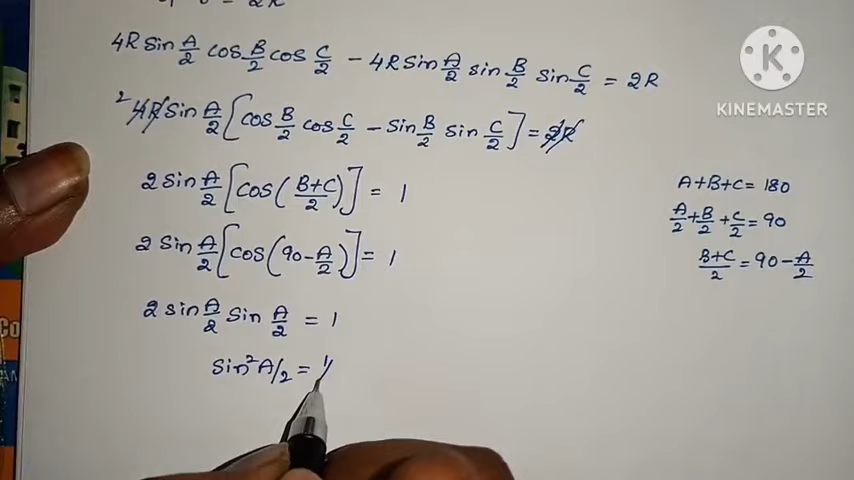 = 2R
4R sin A/2 cos B/2 cos C/2 - 4R sin A/2 sin B/2 sin C/2 = 2R
2 4R sin A/2 [cos B/2 cos C/2 - sin B/2 sin C/2] = 2R
2 sin A/2 [cos (B+C/2)] = 1
2 sin A/2 [cos (90 - A/2)] = 1
2 sin A/2 sin A/2 = 1
sin² A/2 = 1/
A+B+C = 180
A/2 + B/2 + C/2 = 90
B+C/2 = 90 - A/2
K
KINEMASTER